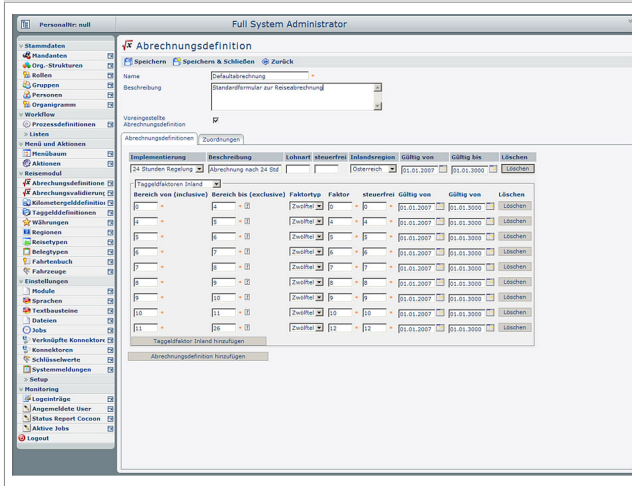 PersonalNr: null
Full System Administrator
Stammdaten
Mandanten
Org.-Strukturen
Rollen
Gruppen
Personen
Organigramm
Workflow
Prozessdefinitionen
> Listen
Menü und Aktionen
Menübaum
Aktionen
Reisemodul
Abrechnungsdefinitione
Abrechnungsvalidierung
Kilometergelddefinition
Taggelddefinitionen
Währungen
Regionen
Reisetypen
Belegtypen
Fahrtenbuch
Fahrzeuge
Einstellungen
Module
Sprachen
Textbausteine
Dateien
Jobs
Verknüpfte Konnektore
Konnektoren
Schlüsselwerte
Systemmeldungen
> Setup
Monitoring
Logeinträge
Angemeldete User
Status Report Cocoon
Aktive Jobs
Logout
Abrechnungsdefinition
Speichern Speichern & Schließen Zurück
Name Defaultabrechnung *
Beschreibung Standardformular zur Reiseabrechnung
Voreingestellte
Abrechnungsdefinition
Abrechnungsdefinitionen Zuordnungen
Implementierung Beschreibung Lohnart steuerfrei Inlandsregion Gültig von Gültig bis Löschen
24 Stunden Regelung Abrechnung nach 24 Std Österreich 01.01.2007 01.01.3000 Löschen
Taggeldfaktoren Inland
Bereich von (inclusive) Bereich bis (exclusive) Faktortyp Faktor steuerfrei Gültig von Gültig von Löschen
0 * 4 * Zwölftel 0 * 0 * 01.01.2007 01.01.3000 Löschen
4 * 5 * Zwölftel 4 * 4 * 01.01.2007 01.01.3000 Löschen
5 * 6 * Zwölftel 5 * 5 * 01.01.2007 01.01.3000 Löschen
6 * 7 * Zwölftel 6 * 6 * 01.01.2007 01.01.3000 Löschen
7 * 8 * Zwölftel 7 * 7 * 01.01.2007 01.01.3000 Löschen
8 * 9 * Zwölftel 8 * 8 * 01.01.2007 01.01.3000 Löschen
9 * 10 * Zwölftel 9 * 9 * 01.01.2007 01.01.3000 Löschen
10 * 11 * Zwölftel 10 * 10 * 01.01.2007 01.01.3000 Löschen
11 * 26 * Zwölftel 12 * 12 * 01.01.2007 01.01.3000 Löschen
Taggeldfaktor Inland hinzufügen
Abrechnungsdefinition hinzufügen